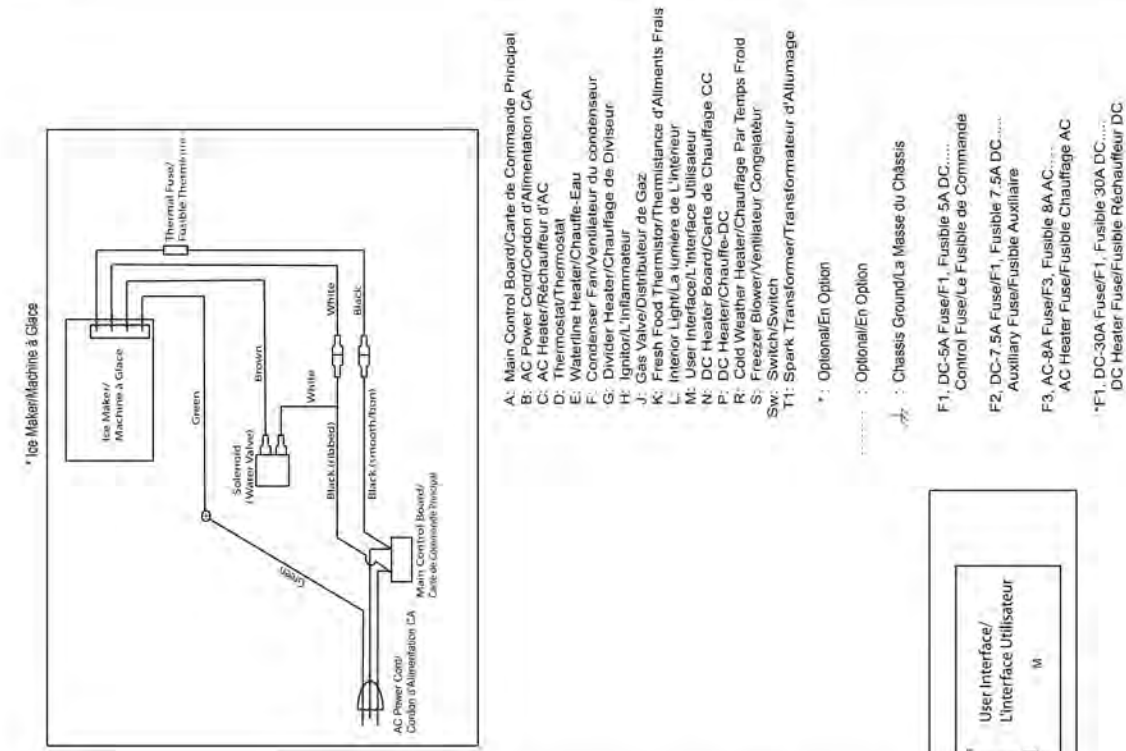 * Ice Maker/Machine à Glace
Ice Maker/
Machine à Glace
Thermal Fuse/
Fusible Thermique
Green
Brown
White
White
Black
Solenoid
(Water Valve)
Black (ribbed)
Black (smooth/hot)
Green
Main Control Board/
Carte de Commande Principal
AC Power Cord/
Cordon d'Alimentation CA
A: Main Control Board/Carte de Commande Principal
B: AC Power Cord/Cordon d'Alimentation CA
C: AC Heater/Réchauffeur d'AC
D: Thermostat/Thermostat
E: Waterline Heater/Chauffe-Eau
F: Condenser Fan/Ventilateur du condenseur
G: Divider Heater/Chauffage de Diviseur
H: Ignitor/L'Inflammateur
J: Gas Valve/Distributeur de Gaz
K: Fresh Food Thermistor/Thermistance d'Aliments Frais
L: Interior Light/La lumière de L'Intérieur
M: User Interface/L'Interface Utilisateur
N: DC Heater Board/Carte de Chauffage CC
P: DC Heater/Chauffe-DC
R: Cold Weather Heater/Chauffage Par Temps Froid
S: Freezer Blower/Ventilateur Congelatéur
Sw: Switch/Switch
T1: Spark Transformer/Transformateur d'Allumage
* : Optional/En Option
........ : Optional/En Option
: Chassis Ground/La Masse du Châssis
F1, DC-5A Fuse/F1, Fusible 5A DC......
Control Fuse/Le Fusible de Commande
F2, DC-7.5A Fuse/F1, Fusible 7.5A DC......
Auxiliary Fuse/Fusible Auxiliaire
F3, AC-8A Fuse/F3, Fusible 8A AC.....
AC Heater Fuse/Fusible Chauffage AC
*F1, DC-30A Fuse/F1, Fusible 30A DC.....
DC Heater Fuse/Fusible Réchauffeur DC
User Interface/
L'interface Utilisateur
M